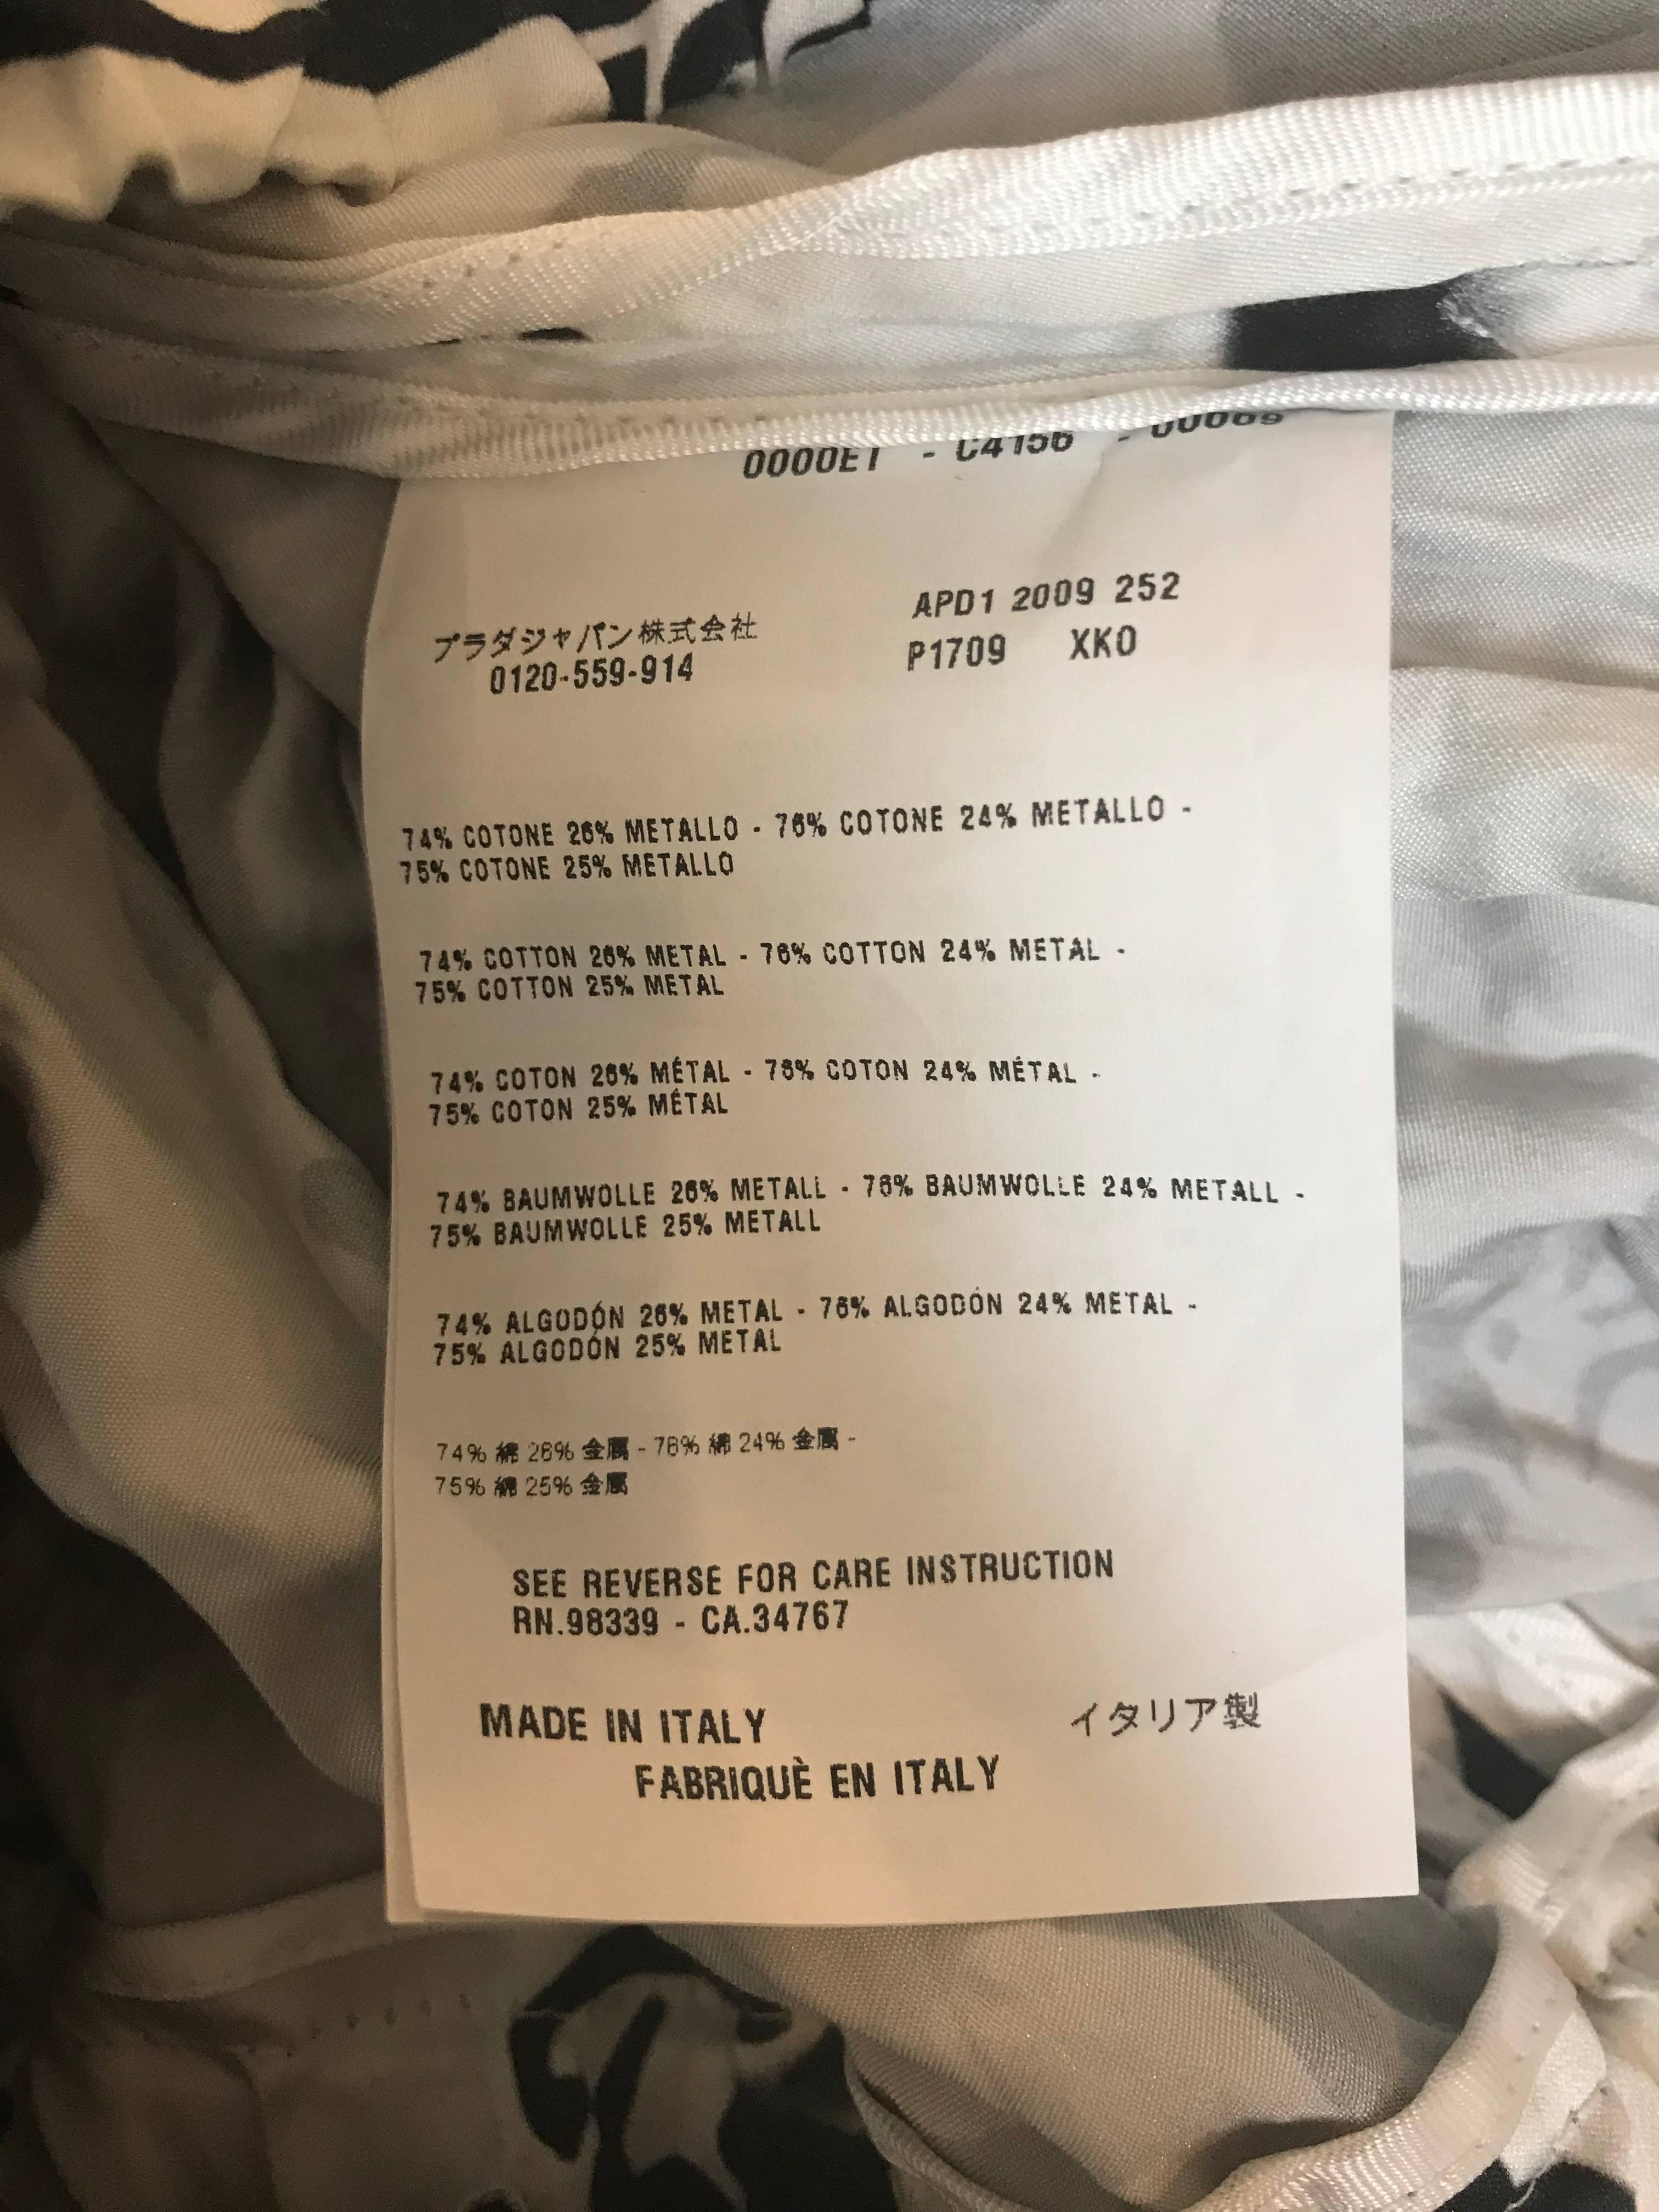 0000E1 - C4156 - 00089
APD1 2009 252
プラダジャパン株式会社
P1709 XKO
0120-559-914
74% COTONE 26% METALLO - 76% COTONE 24% METALLO -
75% COTONE 25% METALLO
74% COTTON 26% METAL - 76% COTTON 24% METAL -
75% COTTON 25% METAL
74% COTON 26% MÉTAL - 76% COTON 24% MÉTAL -
75% COTON 25% MÉTAL
74% BAUMWOLLE 26% METALL - 76% BAUMWOLLE 24% METALL -
75% BAUMWOLLE 25% METALL
74% ALGODÓN 26% METAL - 76% ALGODÓN 24% METAL -
75% ALGODÓN 25% METAL
74% 綿 26% 金属 - 76% 綿 24% 金属 -
75% 綿 25% 金属
SEE REVERSE FOR CARE INSTRUCTION
RN.98339 - CA.34767
MADE IN ITALY イタリア製
FABRIQUÈ EN ITALY